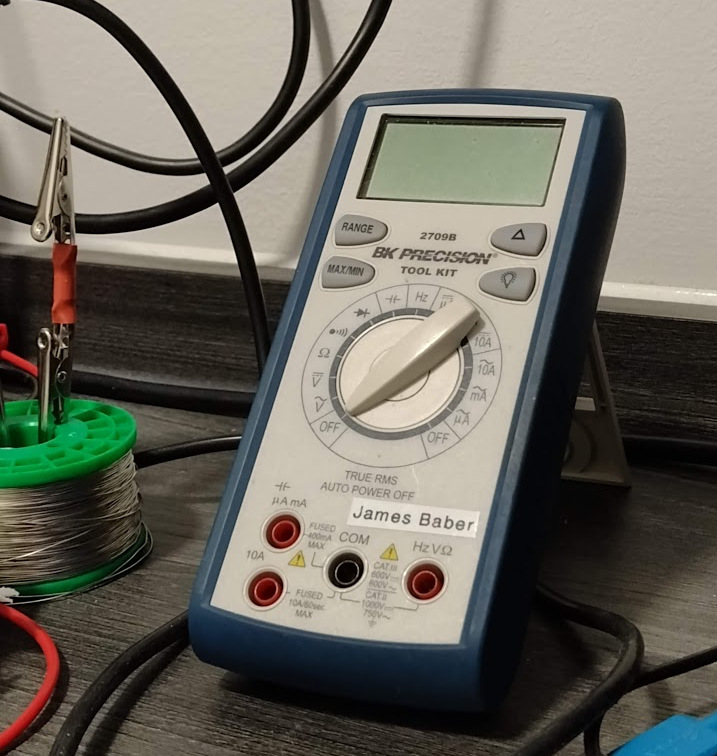 RANGE
2709B
Δ
BK PRECISION®
MAX/MIN
TOOL KIT
Hz
10A
10A
Ω
V
mA
V
μA
OFF
OFF
TRUE RMS
AUTO POWER OFF
μA mA
James Baber
FUSED
400mA
MAX
COM
Hz V Ω
10A
CAT III
600V
600V~
FUSED
10A/60sec.
MAX
CAT II
1000V
750V~